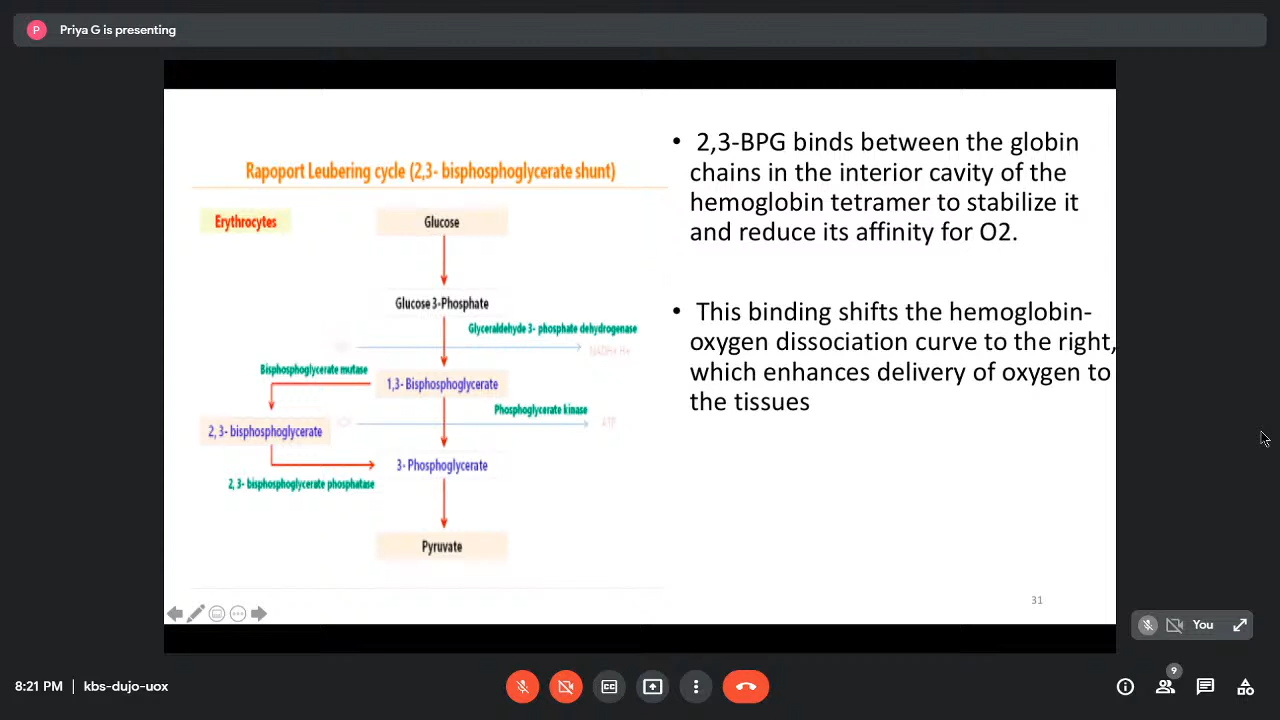 P Priya G is presenting
Rapoport Leubering cycle (2,3- bisphosphoglycerate shunt)
Erythrocytes
Glucose
Glucose 3-Phosphate
Glyceraldehyde 3- phosphate dehydrogenase
NADH+ H+
Bisphosphoglycerate mutase
1,3- Bisphosphoglycerate
Phosphoglycerate kinase
ATP
2, 3- bisphosphoglycerate
3- Phosphoglycerate
2, 3- bisphosphoglycerate phosphatase
Pyruvate
• 2,3-BPG binds between the globin
chains in the interior cavity of the
hemoglobin tetramer to stabilize it
and reduce its affinity for O2.
• This binding shifts the hemoglobin-
oxygen dissociation curve to the right,
which enhances delivery of oxygen to
the tissues
31
You
8:21 PM | kbs-dujo-uox
9